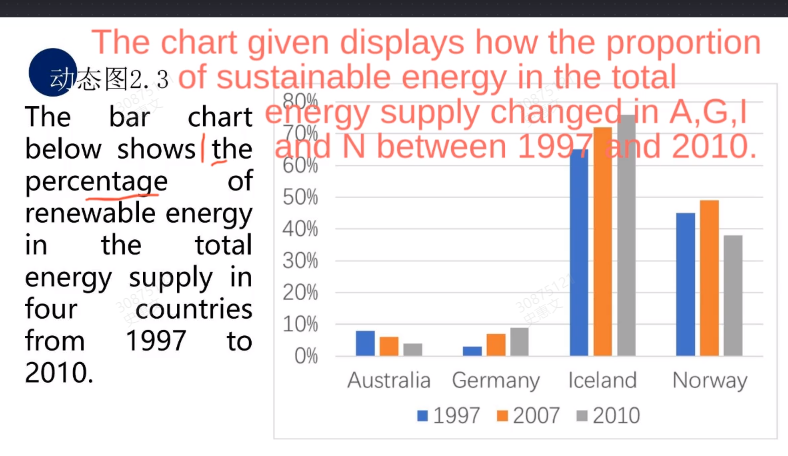 The chart given displays how the proportion
of sustainable energy in the total
energy supply changed in A,G,I
and N between 1997 and 2010.
动态图2.3
The bar chart
below shows the
percentage of
renewable energy
in the total
energy supply in
four countries
from 1997 to
2010.
80%
70%
60%
50%
40%
30%
20%
10%
0%
Australia Germany Iceland Norway
1997 2007 2010